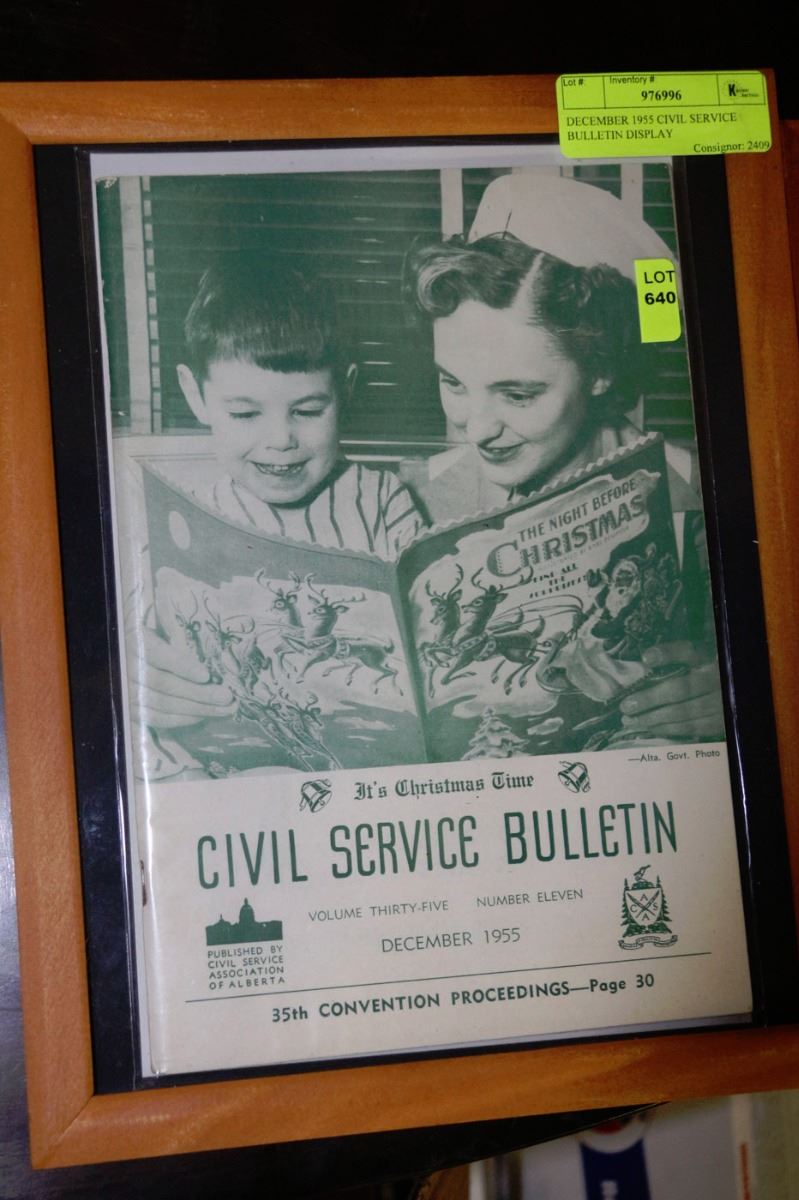 Lot #: Inventory #
976996
DECEMBER 1955 CIVIL SERVICE
BULLETIN DISPLAY
Consignor: 2409
LOT
640
THE NIGHT BEFORE
CHRISTMAS
—Alta. Govt. Photo
It's Christmas Time
CIVIL SERVICE BULLETIN
VOLUME THIRTY-FIVE NUMBER ELEVEN
DECEMBER 1955
PUBLISHED BY
CIVIL SERVICE
ASSOCIATION
OF ALBERTA
A
C S
A
35th CONVENTION PROCEEDINGS—Page 30